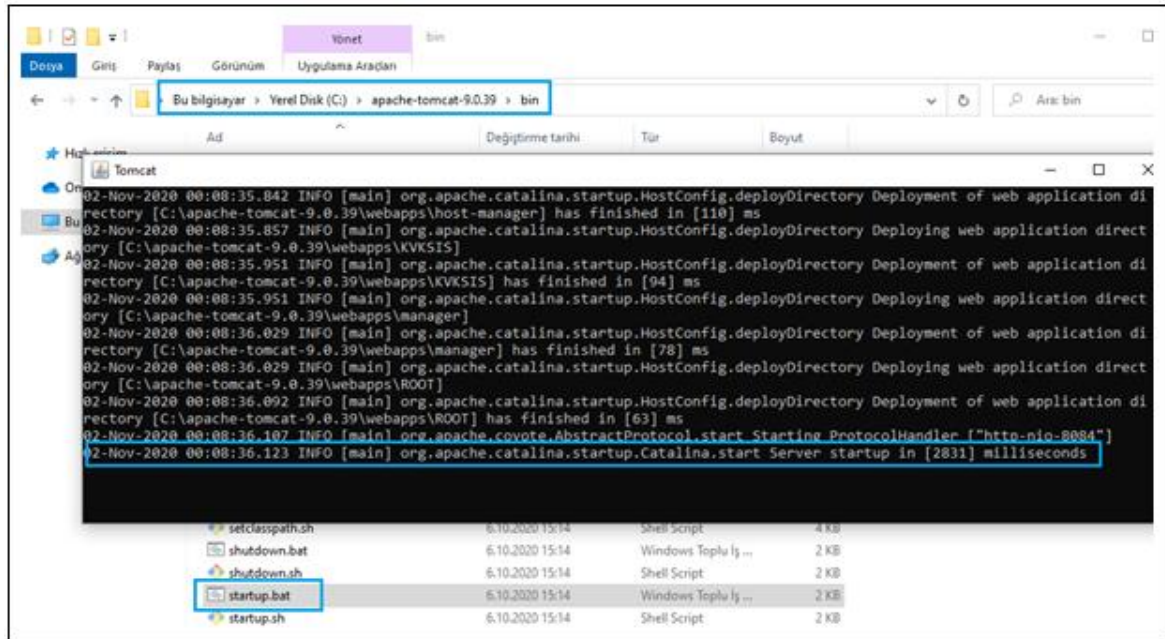 Yönet
bin
Dosya Giriş Paylaş Görünüm Uygulama Araçları
Bu bilgisayar > Yerel Disk (C:) > apache-tomcat-9.0.39 > bin
Ara: bin
Ad Değiştirme tarihi Tür Boyut
Tomcat
02-Nov-2020 00:08:35.842 INFO [main] org.apache.catalina.startup.HostConfig.deployDirectory Deployment of web application di
rectory [C:\apache-tomcat-9.0.39\webapps\host-manager] has finished in [110] ms
02-Nov-2020 00:08:35.857 INFO [main] org.apache.catalina.startup.HostConfig.deployDirectory Deploying web application direct
ory [C:\apache-tomcat-9.0.39\webapps\KVKSIS]
02-Nov-2020 00:08:35.951 INFO [main] org.apache.catalina.startup.HostConfig.deployDirectory Deployment of web application di
rectory [C:\apache-tomcat-9.0.39\webapps\KVKSIS] has finished in [94] ms
02-Nov-2020 00:08:35.951 INFO [main] org.apache.catalina.startup.HostConfig.deployDirectory Deploying web application direct
ory [C:\apache-tomcat-9.0.39\webapps\manager]
02-Nov-2020 00:08:36.029 INFO [main] org.apache.catalina.startup.HostConfig.deployDirectory Deployment of web application di
rectory [C:\apache-tomcat-9.0.39\webapps\manager] has finished in [78] ms
02-Nov-2020 00:08:36.029 INFO [main] org.apache.catalina.startup.HostConfig.deployDirectory Deploying web application direct
ory [C:\apache-tomcat-9.0.39\webapps\ROOT]
02-Nov-2020 00:08:36.092 INFO [main] org.apache.catalina.startup.HostConfig.deployDirectory Deployment of web application di
rectory [C:\apache-tomcat-9.0.39\webapps\ROOT] has finished in [63] ms
02-Nov-2020 00:08:36.107 INFO [main] org.apache.coyote.AbstractProtocol.start Starting ProtocolHandler ["http-nio-8084"]
02-Nov-2020 00:08:36.123 INFO [main] org.apache.catalina.startup.Catalina.start Server startup in [2831] milliseconds
setclasspath.sh 6.10.2020 15:14 Shell Script 4 KB
shutdown.bat 6.10.2020 15:14 Windows Toplu İş ... 2 KB
shutdown.sh 6.10.2020 15:14 Shell Script 2 KB
startup.bat 6.10.2020 15:14 Windows Toplu İş ... 2 KB
startup.sh 6.10.2020 15:14 Shell Script 2 KB